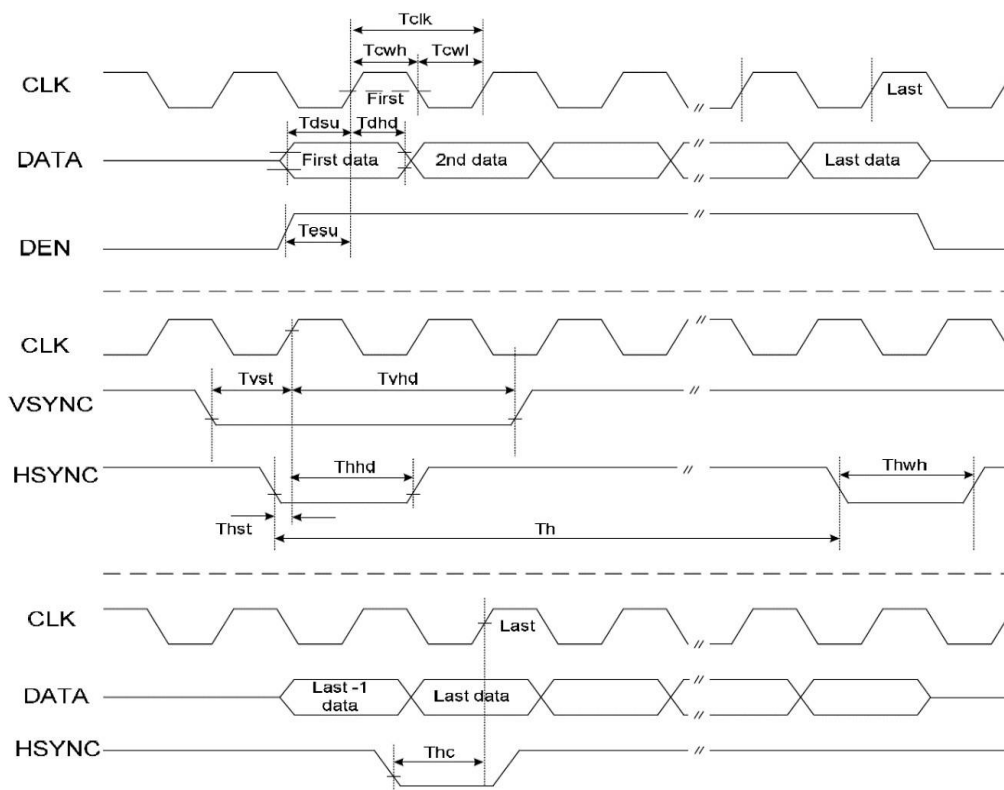 Tclk
Tcwh Tcwl
CLK First // Last
Tdsu Tdhd
DATA First data 2nd data // Last data
//
DEN Tesu
CLK //
Tvst Tvhd
VSYNC //
HSYNC Thhd // Thwh
Thst Th
CLK Last //
DATA Last -1 data Last data //
HSYNC Thc //